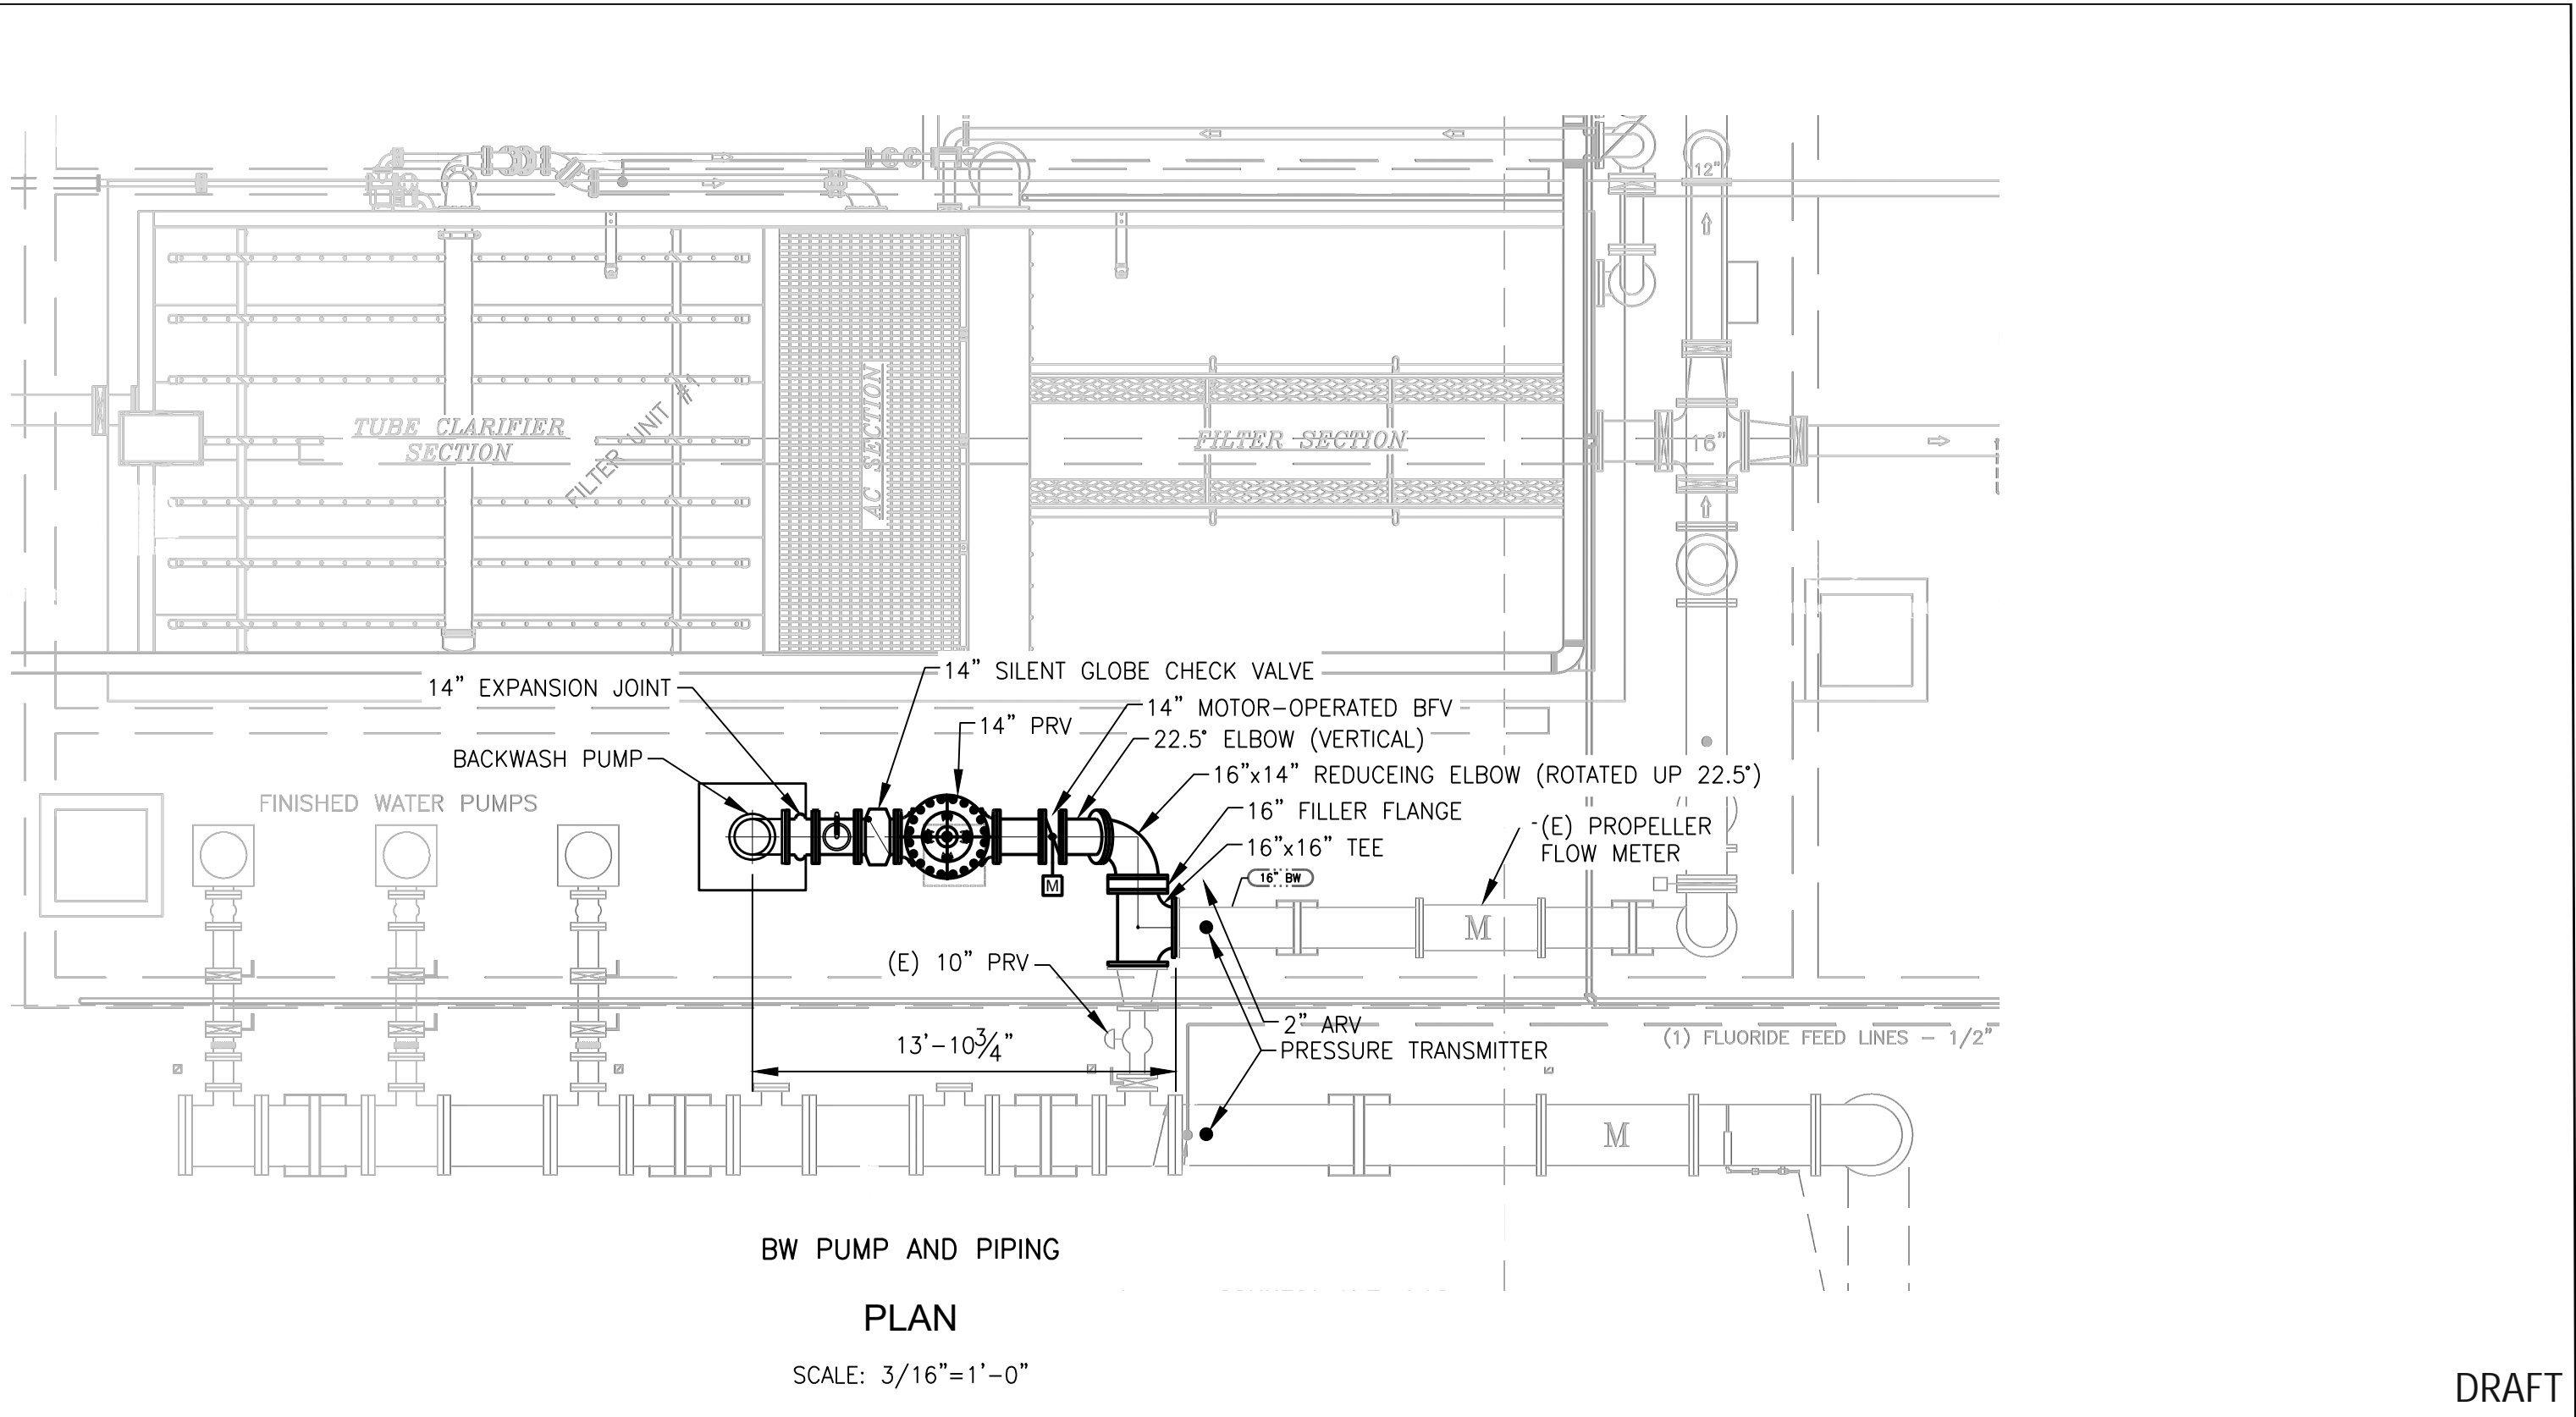 12"
TUBE CLARIFIER
SECTION
FILTER UNIT #1
AC SECTION
FILTER SECTION
16"
14" SILENT GLOBE CHECK VALVE
14" EXPANSION JOINT
14" MOTOR-OPERATED BFV
14" PRV
22.5° ELBOW (VERTICAL)
BACKWASH PUMP
16"x14" REDUCEING ELBOW (ROTATED UP 22.5°)
FINISHED WATER PUMPS
16" FILLER FLANGE
-(E) PROPELLER
FLOW METER
16"x16" TEE
16" BW
M
M
(E) 10" PRV
2" ARV
PRESSURE TRANSMITTER
(1) FLUORIDE FEED LINES - 1/2"
13'-10 3/4"
M
BW PUMP AND PIPING
PLAN
SCALE: 3/16"=1'-0"
DRAFT